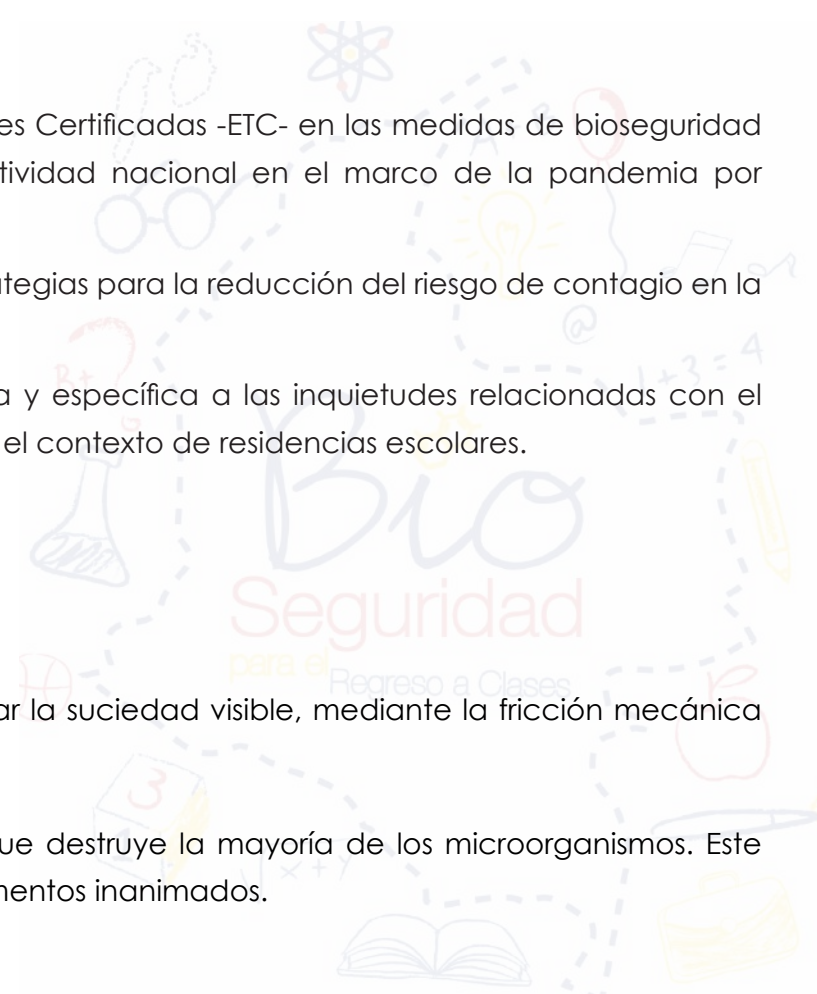 es Certificadas -ETC- en las medidas de bioseguridad
tividad nacional en el marco de la pandemia por
ategias para la reducción del riesgo de contagio en la
a y específica a las inquietudes relacionadas con el
el contexto de residencias escolares.
Bio
Seguridad
para el Regreso a Clases
ar la suciedad visible, mediante la fricción mecánica
ue destruye la mayoría de los microorganismos. Este
mentos inanimados.